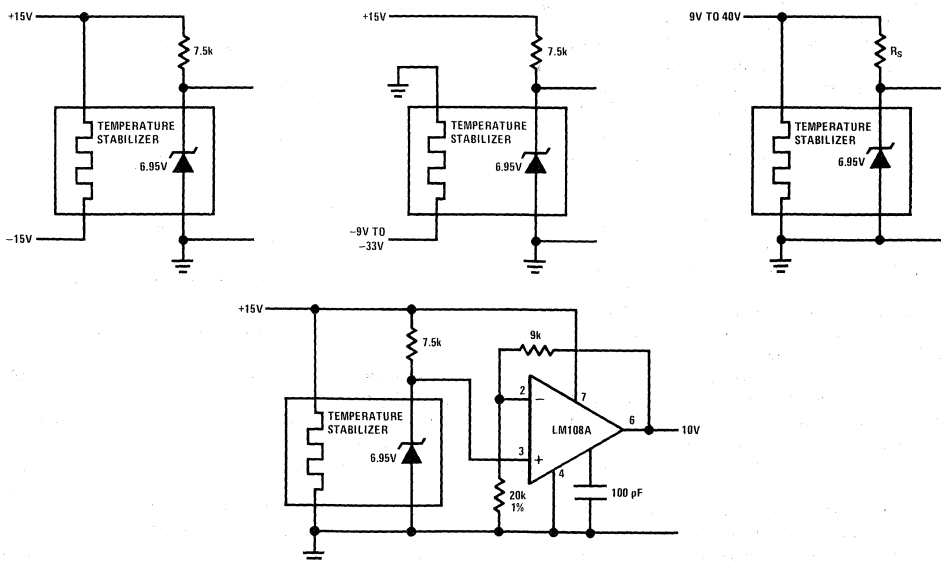 +15V
7.5k
TEMPERATURE
STABILIZER
6.95V
−15V
+15V
7.5k
TEMPERATURE
STABILIZER
6.95V
−9V TO
−33V
9V TO 40V
RS
TEMPERATURE
STABILIZER
6.95V
+15V
7.5k
TEMPERATURE
STABILIZER
6.95V
9k
2
−
7
LM108A
6
10V
3
+
4
20k
1%
100 pF